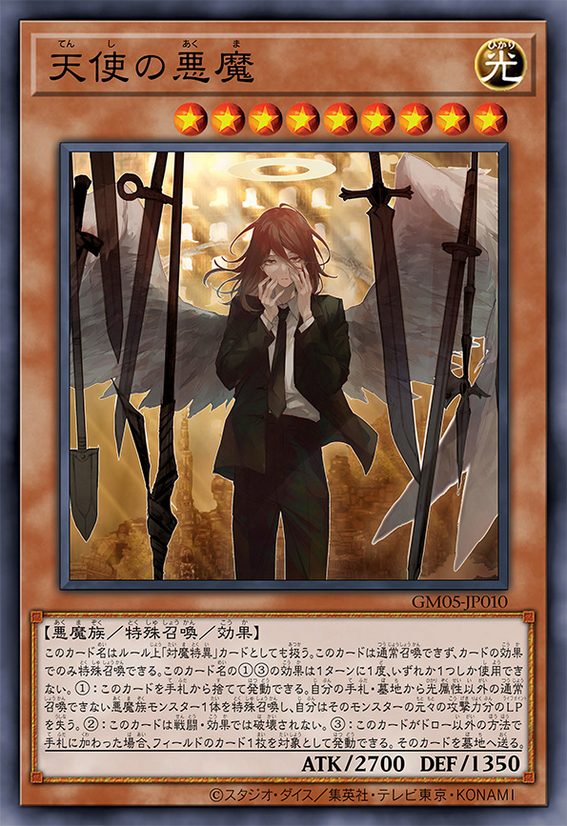 天使の悪魔
光
GM05-JP010
【悪魔族／特殊召喚／効果】
このカード名はルール上「対魔特異」カードとしても扱う。このカードは通常召喚できず、カードの効果
でのみ特殊召喚できる。このカード名の①③の効果は1ターンに1度、いずれか1つしか使用でき
ない。①：このカードを手札から捨てて発動できる。自分の手札・墓地から光属性以外の通常
召喚できない悪魔族モンスター1体を特殊召喚し、自分はそのモンスターの元々の攻撃力分のLP
を失う。②：このカードは戦闘・効果では破壊されない。③：このカードがドロー以外の方法で
手札に加わった場合、フィールドのカード1枚を対象として発動できる。そのカードを墓地へ送る。
ATK/2700 DEF/1350
©スタジオ・ダイス／集英社・テレビ東京・KONAMI